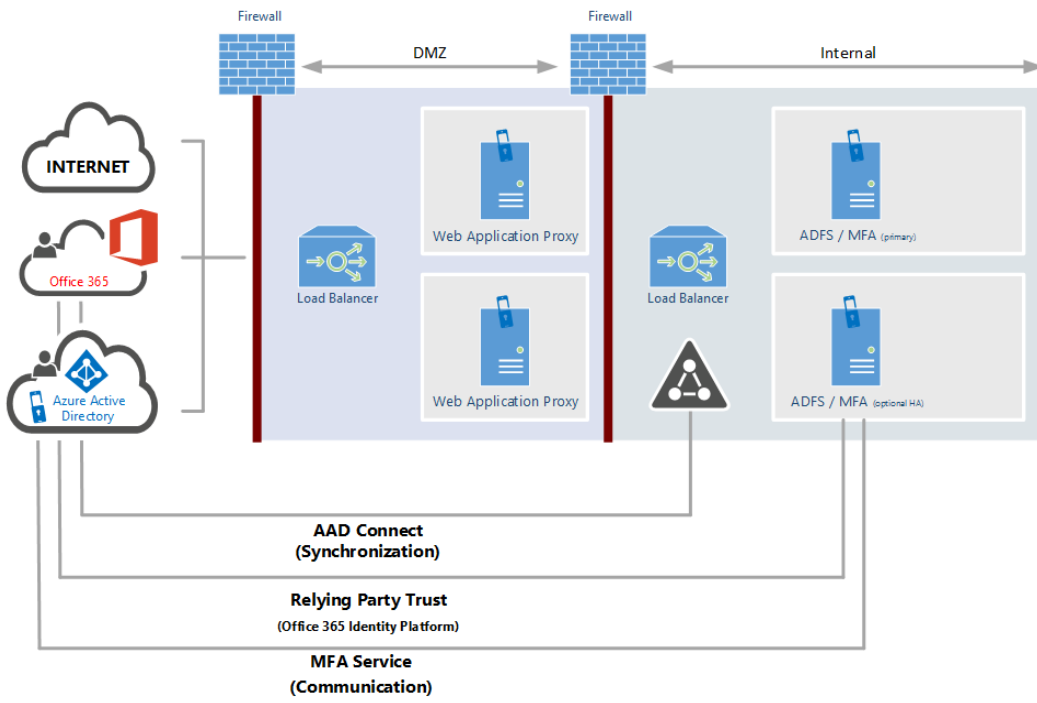 Firewall
Firewall
DMZ
Internal
INTERNET
Office 365
Azure Active
Directory
Load Balancer
Web Application Proxy
Web Application Proxy
Load Balancer
ADFS / MFA (primary)
ADFS / MFA (optional HA)
AAD Connect
(Synchronization)
Relying Party Trust
(Office 365 Identity Platform)
MFA Service
(Communication)